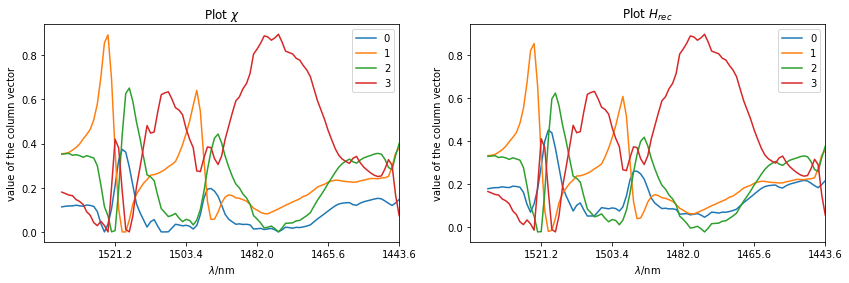 Plot χ
value of the column vector
0.8
0.6
0.4
0.2
0.0
0
1
2
3
1521.2 1503.4 1482.0 1465.6 1443.6
λ/nm
Plot H_rec
value of the column vector
0.8
0.6
0.4
0.2
0.0
0
1
2
3
1521.2 1503.4 1482.0 1465.6 1443.6
λ/nm